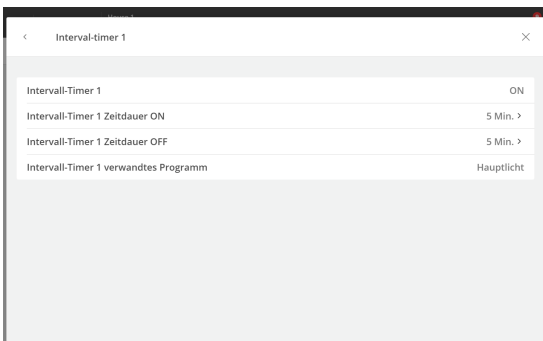 Interval-timer 1
Intervall-Timer 1 ON
Intervall-Timer 1 Zeitdauer ON 5 Min. >
Intervall-Timer 1 Zeitdauer OFF 5 Min. >
Intervall-Timer 1 verwandtes Programm Hauptlicht